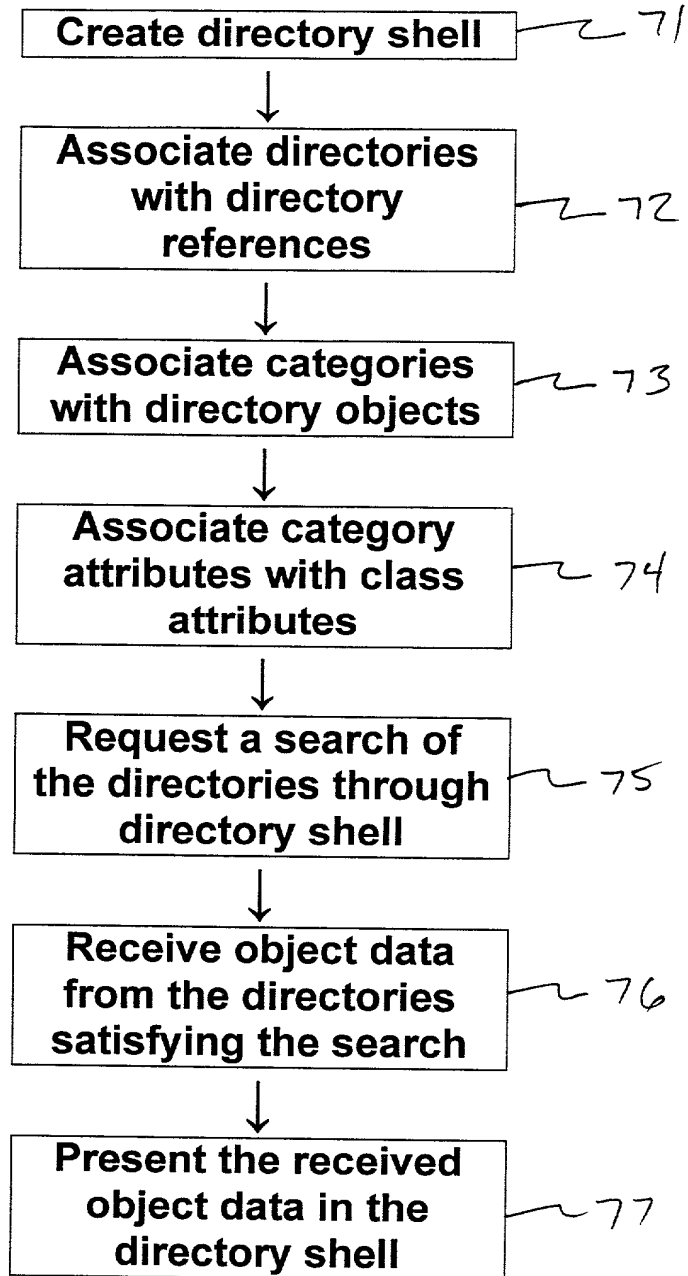 Create directory shell 71
Associate directories
with directory 72
references
Associate categories 73
with directory objects
Associate category
attributes with class 74
attributes
Request a search of
the directories through 75
directory shell
Receive object data
from the directories 76
satisfying the search
Present the received
object data in the 77
directory shell